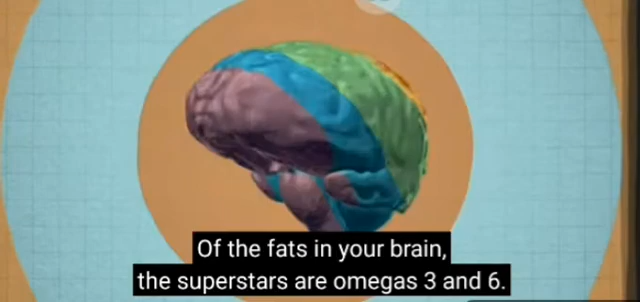 Of the fats in your brain,
the superstars are omegas 3 and 6.